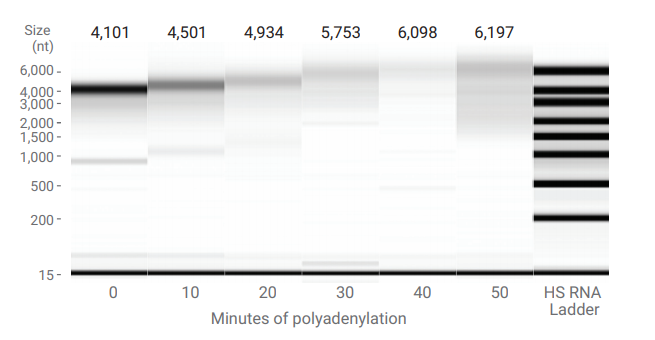 Size
(nt)
4,101 4,501 4,934 5,753 6,098 6,197
6,000
4,000
3,000
2,000
1,500
1,000
500
200
15
0 10 20 30 40 50 HS RNA
Ladder
Minutes of polyadenylation